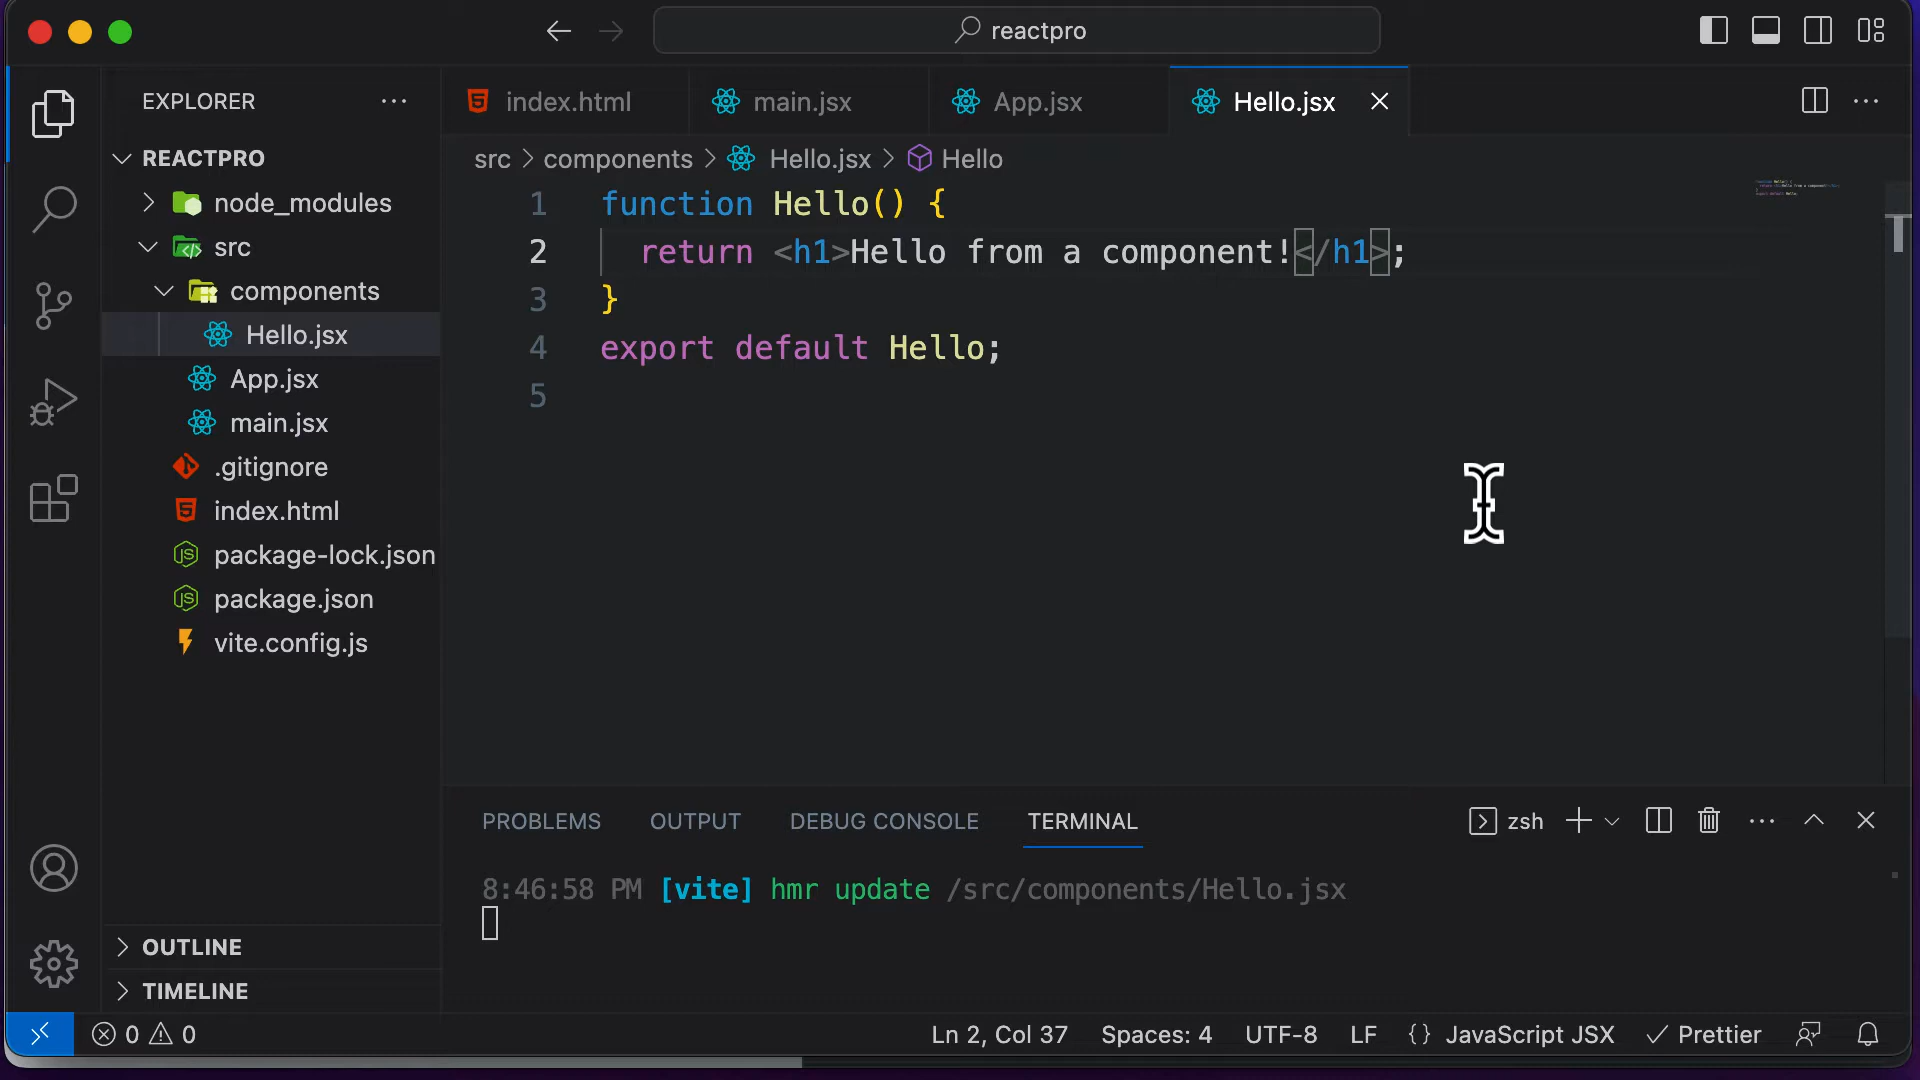 reactpro
EXPLORER
REACTPRO
node_modules
src
components
Hello.jsx
App.jsx
main.jsx
.gitignore
index.html
package-lock.json
package.json
vite.config.js
OUTLINE
TIMELINE
index.html main.jsx App.jsx Hello.jsx
src > components > Hello.jsx > Hello
1 function Hello() {
2 return <h1>Hello from a component!</h1>;
3 }
4 export default Hello;
5
PROBLEMS OUTPUT DEBUG CONSOLE TERMINAL zsh
8:46:58 PM [vite] hmr update /src/components/Hello.jsx
0 0 Ln 2, Col 37 Spaces: 4 UTF-8 LF {} JavaScript JSX Prettier